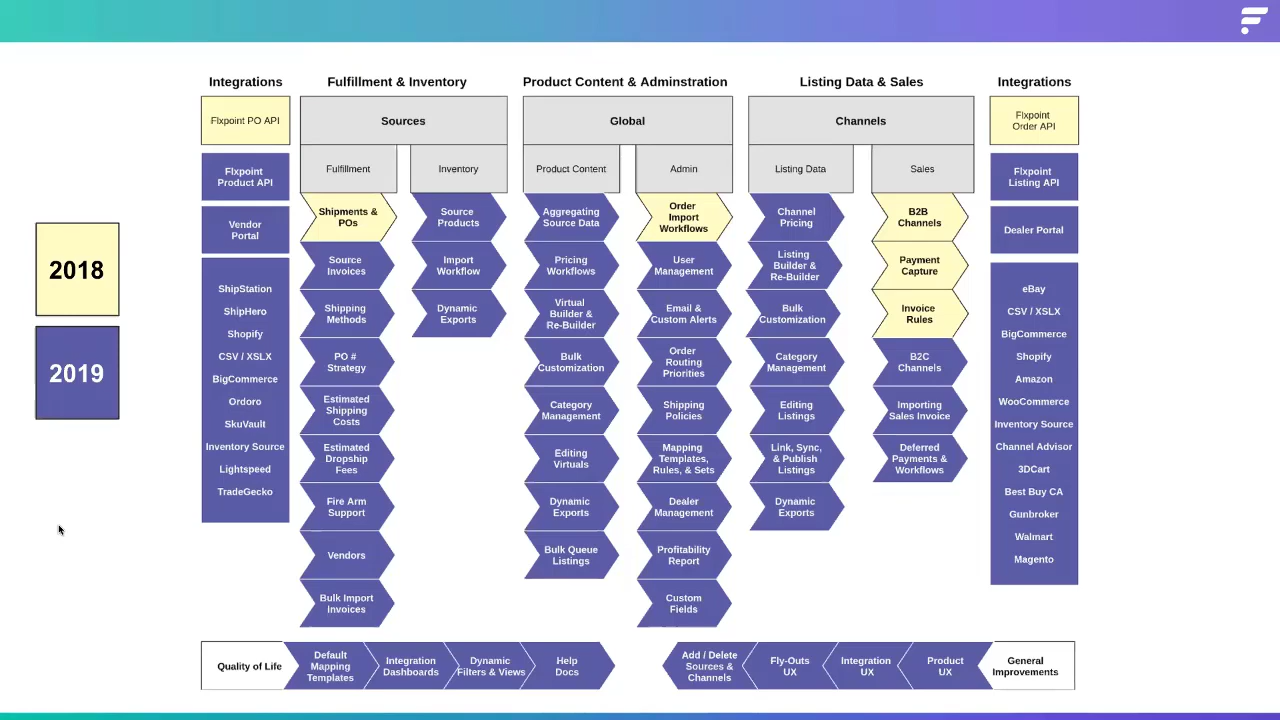 Integrations
Fulfillment & Inventory
Product Content & Adminstration
Listing Data & Sales
Integrations
2018
2019
Flxpoint PO API
Flxpoint
Product API
Vendor
Portal
ShipStation
ShipHero
Shopify
CSV / XSLX
BigCommerce
Ordoro
SkuVault
Inventory Source
Lightspeed
TradeGecko
Sources
Fulfillment
Shipments &
POs
Source
Invoices
Shipping
Methods
PO #
Strategy
Estimated
Shipping
Costs
Estimated
Dropship
Fees
Fire Arm
Support
Vendors
Bulk Import
Invoices
Inventory
Source
Products
Import
Workflow
Dynamic
Exports
Global
Product Content
Aggregating
Source Data
Pricing
Workflows
Virtual
Builder &
Re-Builder
Bulk
Customization
Category
Management
Editing
Virtuals
Dynamic
Exports
Bulk Queue
Listings
Admin
Order
Import
Workflows
User
Management
Email &
Custom Alerts
Order
Routing
Priorities
Shipping
Policies
Mapping
Templates,
Rules, & Sets
Dealer
Management
Profitability
Report
Custom
Fields
Channels
Listing Data
Channel
Pricing
Listing
Builder &
Re-Builder
Bulk
Customization
Category
Management
Editing
Listings
Link, Sync,
& Publish
Listings
Dynamic
Exports
Sales
B2B
Channels
Payment
Capture
Invoice
Rules
B2C
Channels
Importing
Sales Invoice
Deferred
Payments &
Workflows
Flxpoint
Order API
Flxpoint
Listing API
Dealer Portal
eBay
CSV / XSLX
BigCommerce
Shopify
Amazon
WooCommerce
Inventory Source
Channel Advisor
3DCart
Best Buy CA
Gunbroker
Walmart
Magento
Quality of Life
Default
Mapping
Templates
Integration
Dashboards
Dynamic
Filters & Views
Help
Docs
Add / Delete
Sources &
Channels
Fly-Outs
UX
Integration
UX
Product
UX
General
Improvements